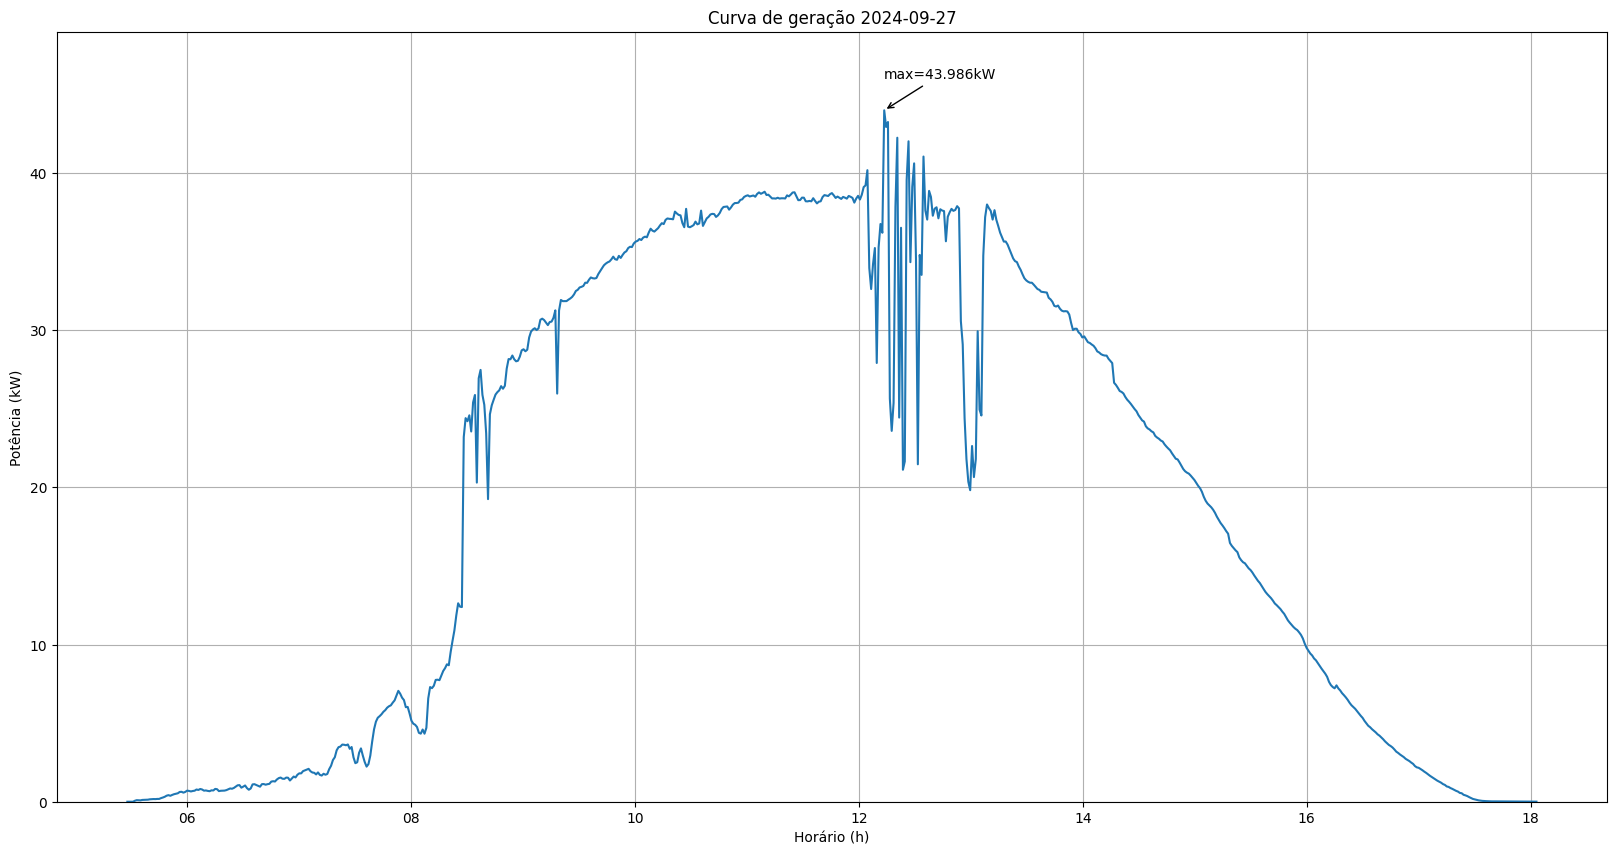 Curva de geração 2024-09-27
max=43.986kW
40
30
20
10
0
Potência (kW)
06 08 10 12 14 16 18
Horário (h)